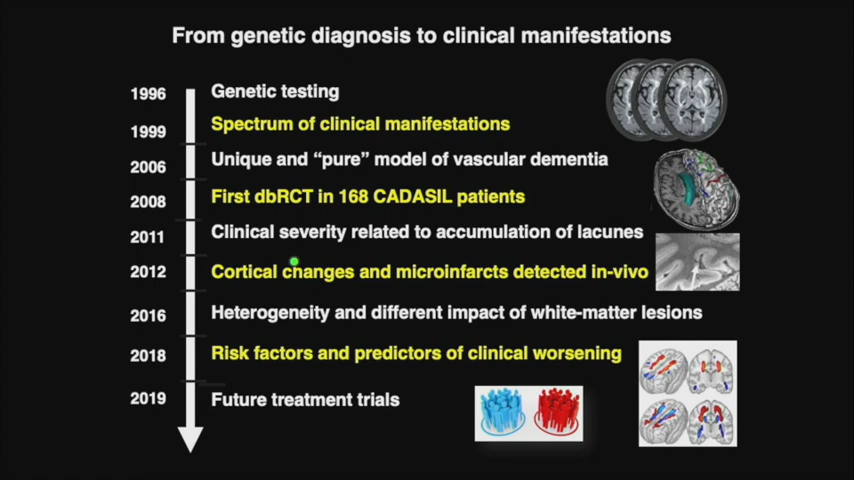 From genetic diagnosis to clinical manifestations
1996 Genetic testing
1999 Spectrum of clinical manifestations
2006 Unique and “pure” model of vascular dementia
2008 First dbRCT in 168 CADASIL patients
2011 Clinical severity related to accumulation of lacunes
2012 Cortical changes and microinfarcts detected in-vivo
2016 Heterogeneity and different impact of white-matter lesions
2018 Risk factors and predictors of clinical worsening
2019 Future treatment trials